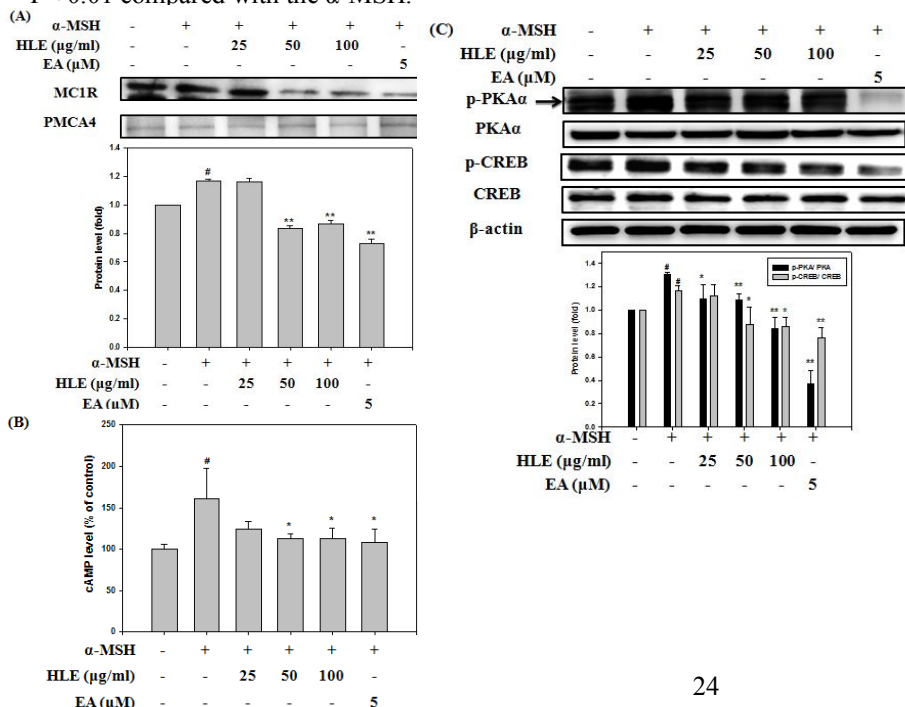 P <0.01 compared with the α-MSH.
(A)
α-MSH - + + + + +
HLE (µg/ml) - - 25 50 100 -
EA (µM) - - - - - 5
MC1R
PMCA4
Protein level (fold)
1.4
1.2
1.0
0.8
0.6
0.4
0.2
0.0
#
**
**
**
α-MSH - + + + + +
HLE (µg/ml) - - 25 50 100 -
EA (µM) - - - - - 5
(B)
cAMP level (% of control)
250
200
150
100
50
0
#
*
*
*
α-MSH - + + + + +
HLE (µg/ml) - - 25 50 100 -
EA (µM) - - - - - 5
(C)
α-MSH - + + + + +
HLE (µg/ml) - - 25 50 100 -
EA (µM) - - - - - 5
p-PKAα
PKAα
p-CREB
CREB
β-actin
p-PKA/ PKA
p-CREB/ CREB
Protein level (fold)
1.4
1.2
1.0
0.8
0.6
0.4
0.2
0.0
# #
*
** *
** *
** **
α-MSH - + + + + +
HLE (µg/ml) - - 25 50 100 -
EA (µM) - - - - - 5
24